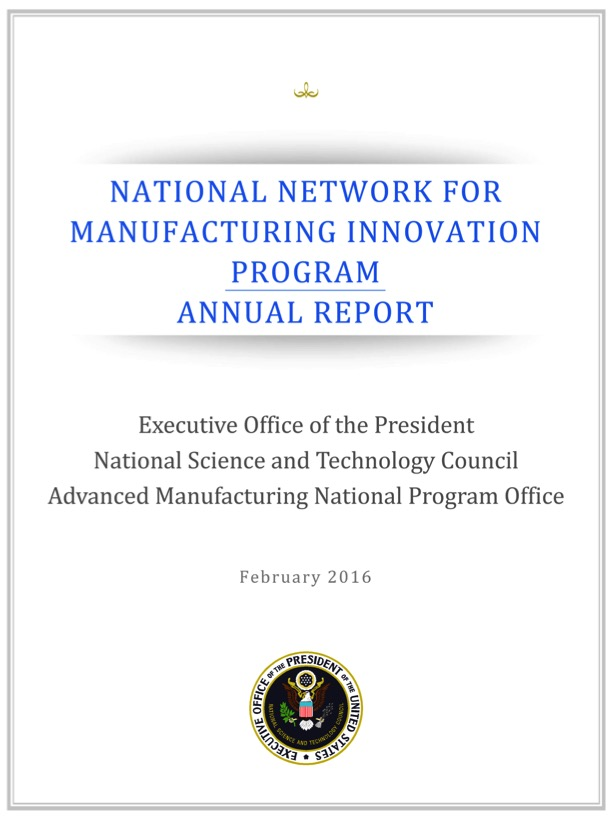 NATIONAL NETWORK FOR
MANUFACTURING INNOVATION
PROGRAM
ANNUAL REPORT
Executive Office of the President
National Science and Technology Council
Advanced Manufacturing National Program Office
February 2016
EXECUTIVE OFFICE OF THE PRESIDENT OF THE UNITED STATES
NATIONAL SCIENCE AND TECHNOLOGY COUNCIL